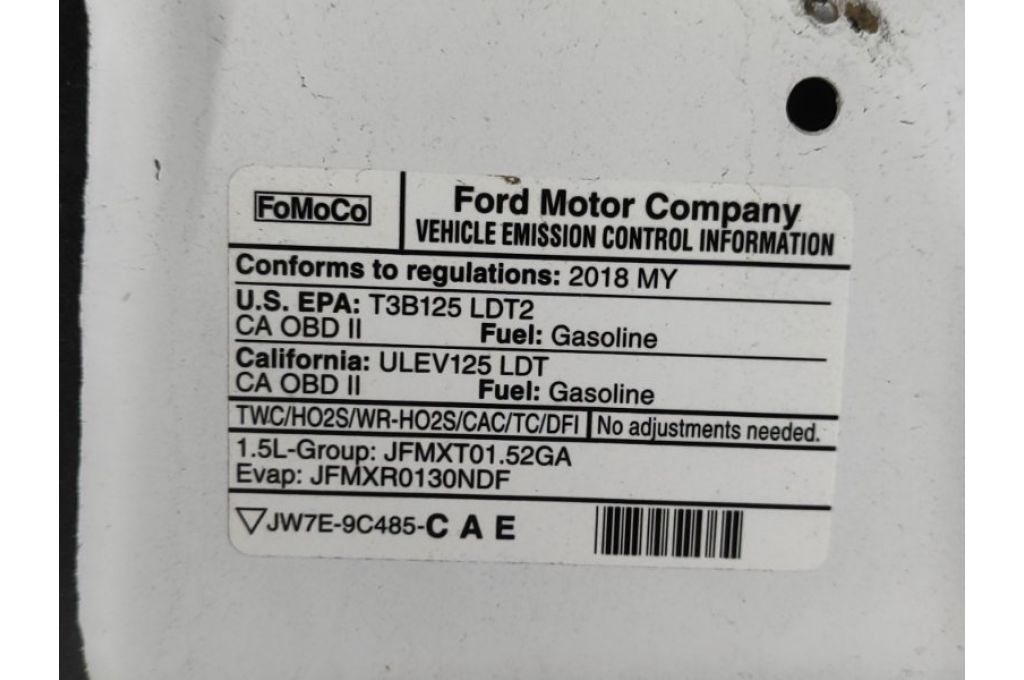 FoMoCo
Ford Motor Company
VEHICLE EMISSION CONTROL INFORMATION
Conforms to regulations: 2018 MY
U.S. EPA: T3B125 LDT2
CA OBD II Fuel: Gasoline
California: ULEV125 LDT
CA OBD II Fuel: Gasoline
TWC/HO2S/WR-HO2S/CAC/TC/DFI No adjustments needed.
1.5L-Group: JFMXT01.52GA
Evap: JFMXR0130NDF
▽JW7E-9C485-C A E